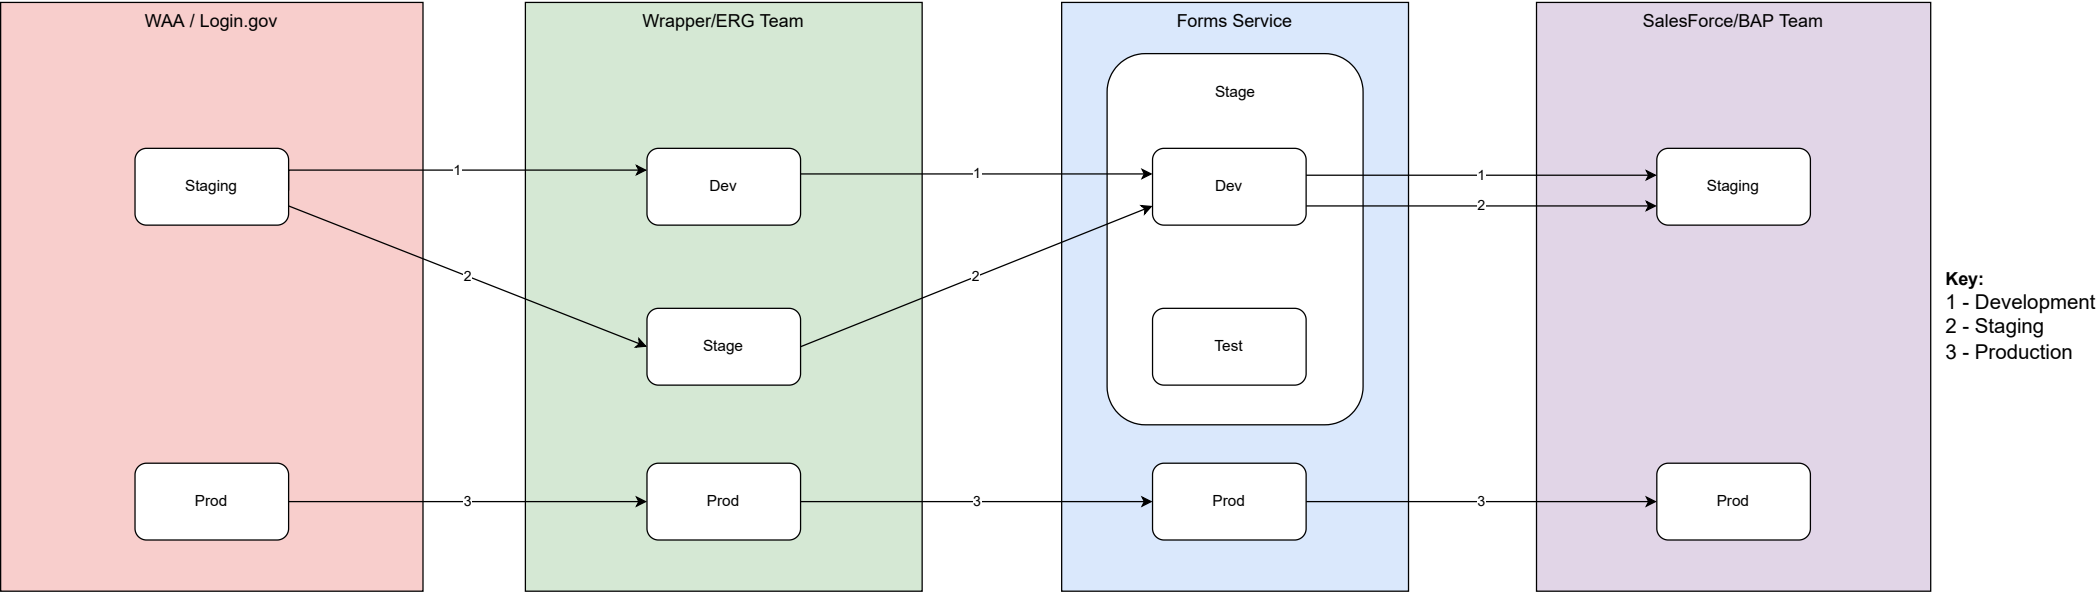 WAA / Login.gov
Wrapper/ERG Team
Forms Service
SalesForce/BAP Team
Stage
Staging
1
Dev
1
Dev
1
2
Staging
2
2
Stage
Test
Prod
3
Prod
3
Prod
3
Prod
Key:
1 - Development
2 - Staging
3 - Production